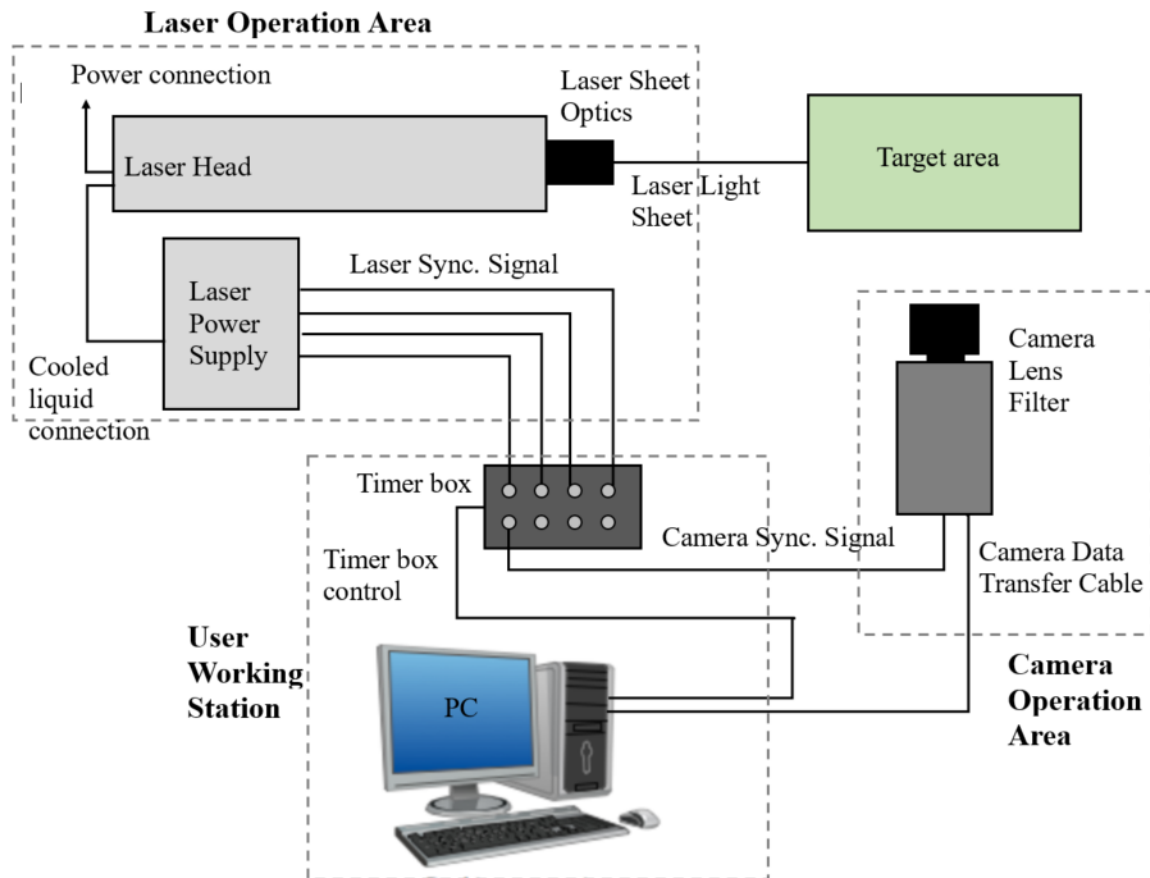 Laser Operation Area
Power connection
Laser Sheet
Optics
Laser Head
Laser Light
Sheet
Target area
Laser Sync. Signal
Laser
Power
Supply
Cooled
liquid
connection
Camera
Lens
Filter
Timer box
Camera Sync. Signal
Timer box
control
Camera Data
Transfer Cable
User
Working
Station
PC
Camera
Operation
Area